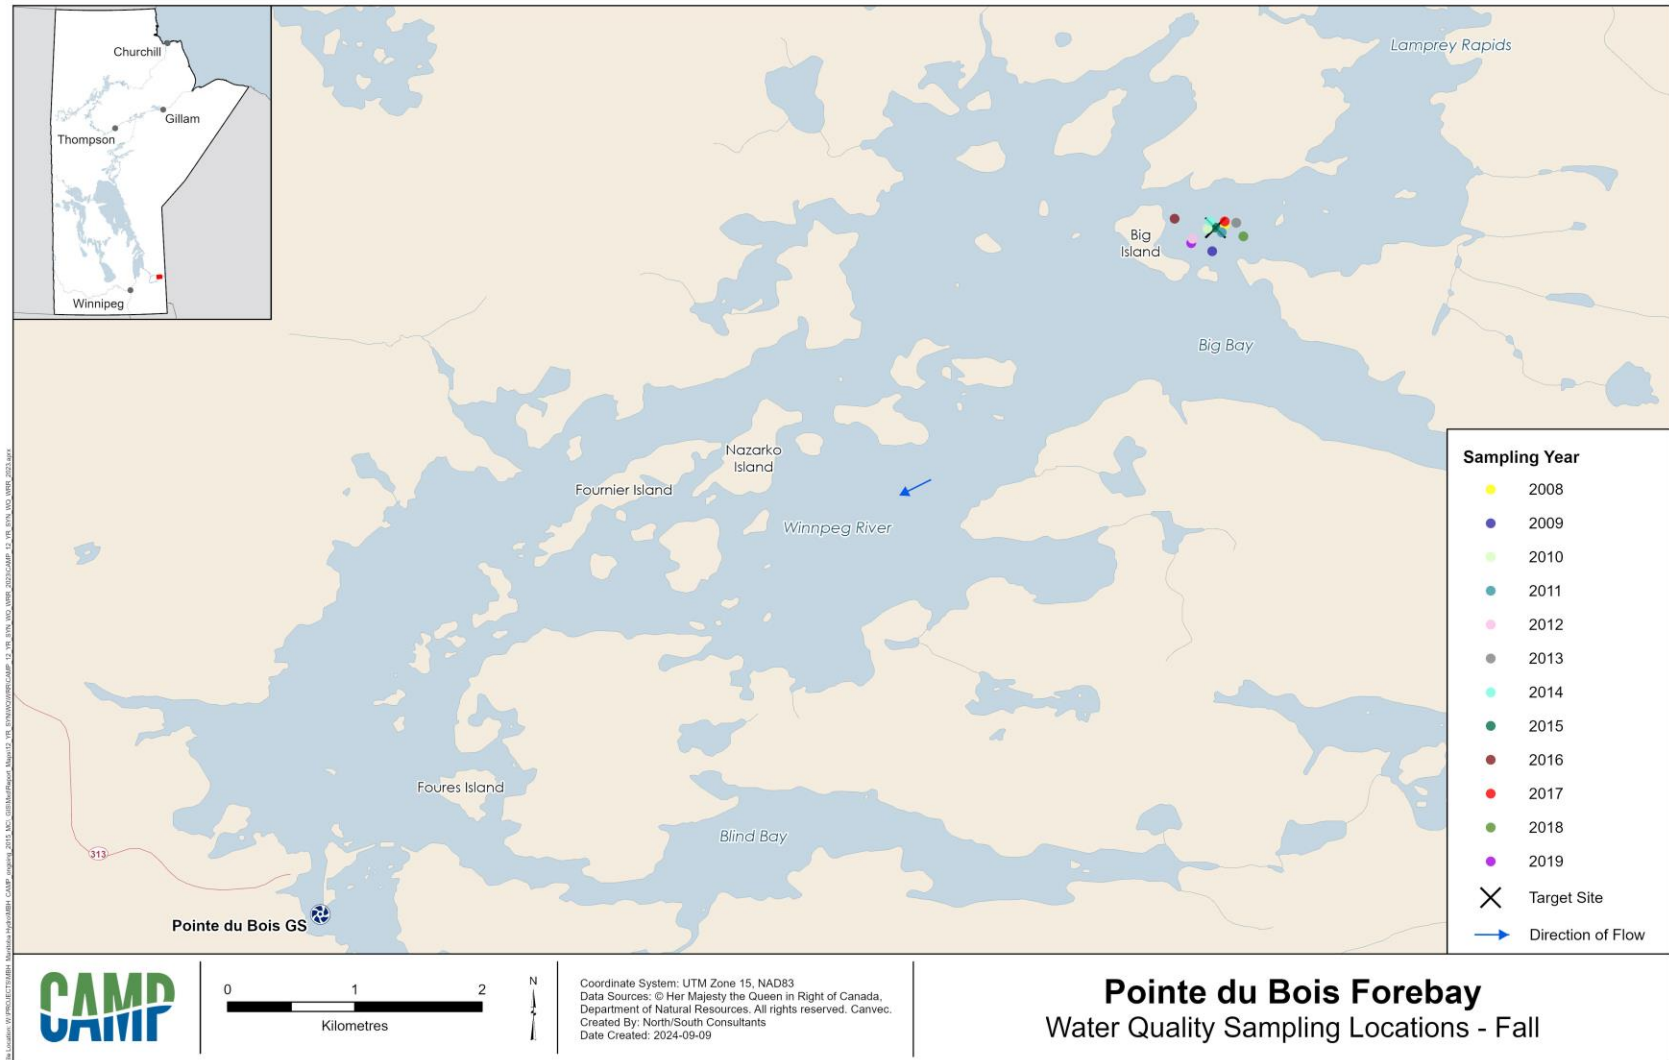 Churchill
Gillam
Thompson
Winnipeg
Lamprey Rapids
Big
Island
Big Bay
Nazarko
Island
Fournier Island
Winnpeg River
Foures Island
Blind Bay
313
Pointe du Bois GS
Sampling Year
2008
2009
2010
2011
2012
2013
2014
2015
2016
2017
2018
2019
Target Site
Direction of Flow
CAMP
0 1 2
Kilometres
N
Coordinate System: UTM Zone 15, NAD83
Data Sources: © Her Majesty the Queen in Right of Canada,
Department of Natural Resources. All rights reserved. Canvec.
Created By: North/South Consultants
Date Created: 2024-09-09
Pointe du Bois Forebay
Water Quality Sampling Locations - Fall